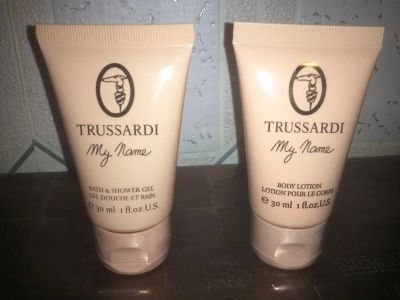 TRUSSARDI
My Name
BATH & SHOWER GEL
GEL DOUCHE ET BAIN
℮ 30 ml 1 fl.oz.U.S.
TRUSSARDI
My Name
BODY LOTION
LOTION POUR LE CORPS
℮ 30 ml 1 fl.oz.U.S.